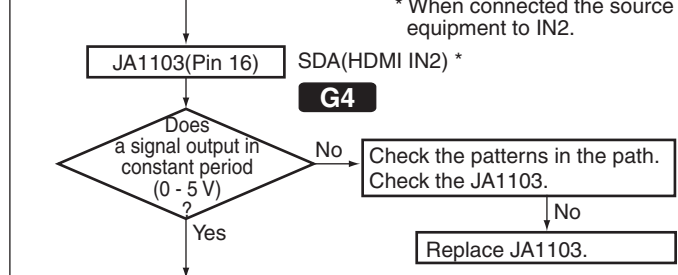 * When connected the source
equipment to IN2.
JA1103(Pin 16)
SDA(HDMI IN2) *
G4
Does
a signal output in
constant period
(0 - 5 V)
?
No
Check the patterns in the path.
Check the JA1103.
Yes
No
Replace JA1103.